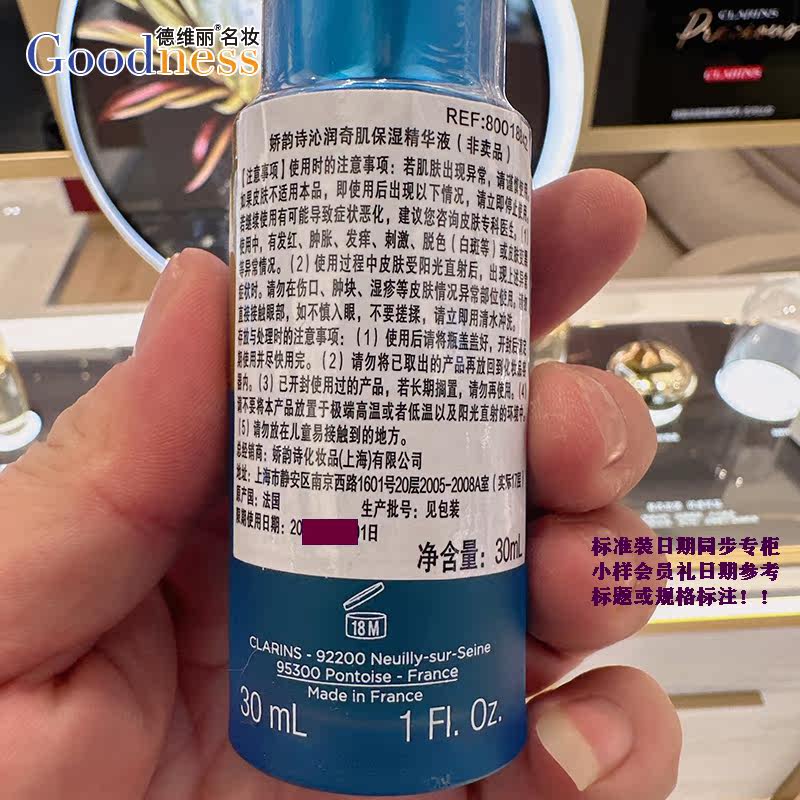 德维丽®名妆
Goodness
CLARINS
Precious
CLARINS
REF:80018
娇韵诗沁润奇肌保湿精华液（非卖品）
【注意事项】使用时的注意事项：若肌肤出现异常，请谨慎使用。
如果皮肤不适用本品，即使用后出现以下情况，请立即停止使用。
若继续使用有可能导致症状恶化，建议您咨询皮肤专科医生。（1）
使用中，有发红、肿胀、发痒、刺激、脱色（白斑等）或
等异常情况。（2）使用过程中皮肤受阳光直射后，出现上述异常
症状时。请勿在伤口、肿块、湿疹等皮肤情况异常部位使用。请勿
直接接触眼部，如不慎入眼，不要搓揉，请立即用清水冲洗。
存放与处理时的注意事项：（1）使用后请将瓶盖盖好，开封后请
期使用并尽快用完。（2）请勿将已取出的产品再放回到化妆品容
器内。（3）已开封使用过的产品，若长期搁置，请勿再使用。（4）
请不要将本产品放置于极端高温或者低温以及阳光直射的环境中。
（5）请勿放在儿童易接触到的地方。
总经销商：娇韵诗化妆品(上海)有限公司
地址：上海市静安区南京西路1601号20层2005-2008A室（实际17层）
原产国：法国 生产批号：见包装
限期使用日期：20 01日
净含量：30mL
标准装日期同步专柜
小样会员礼日期参考
标题或规格标注！！
18M
CLARINS - 92200 Neuilly-sur-Seine
95300 Pontoise - France
Made in France
30 mL 1 Fl. Oz.